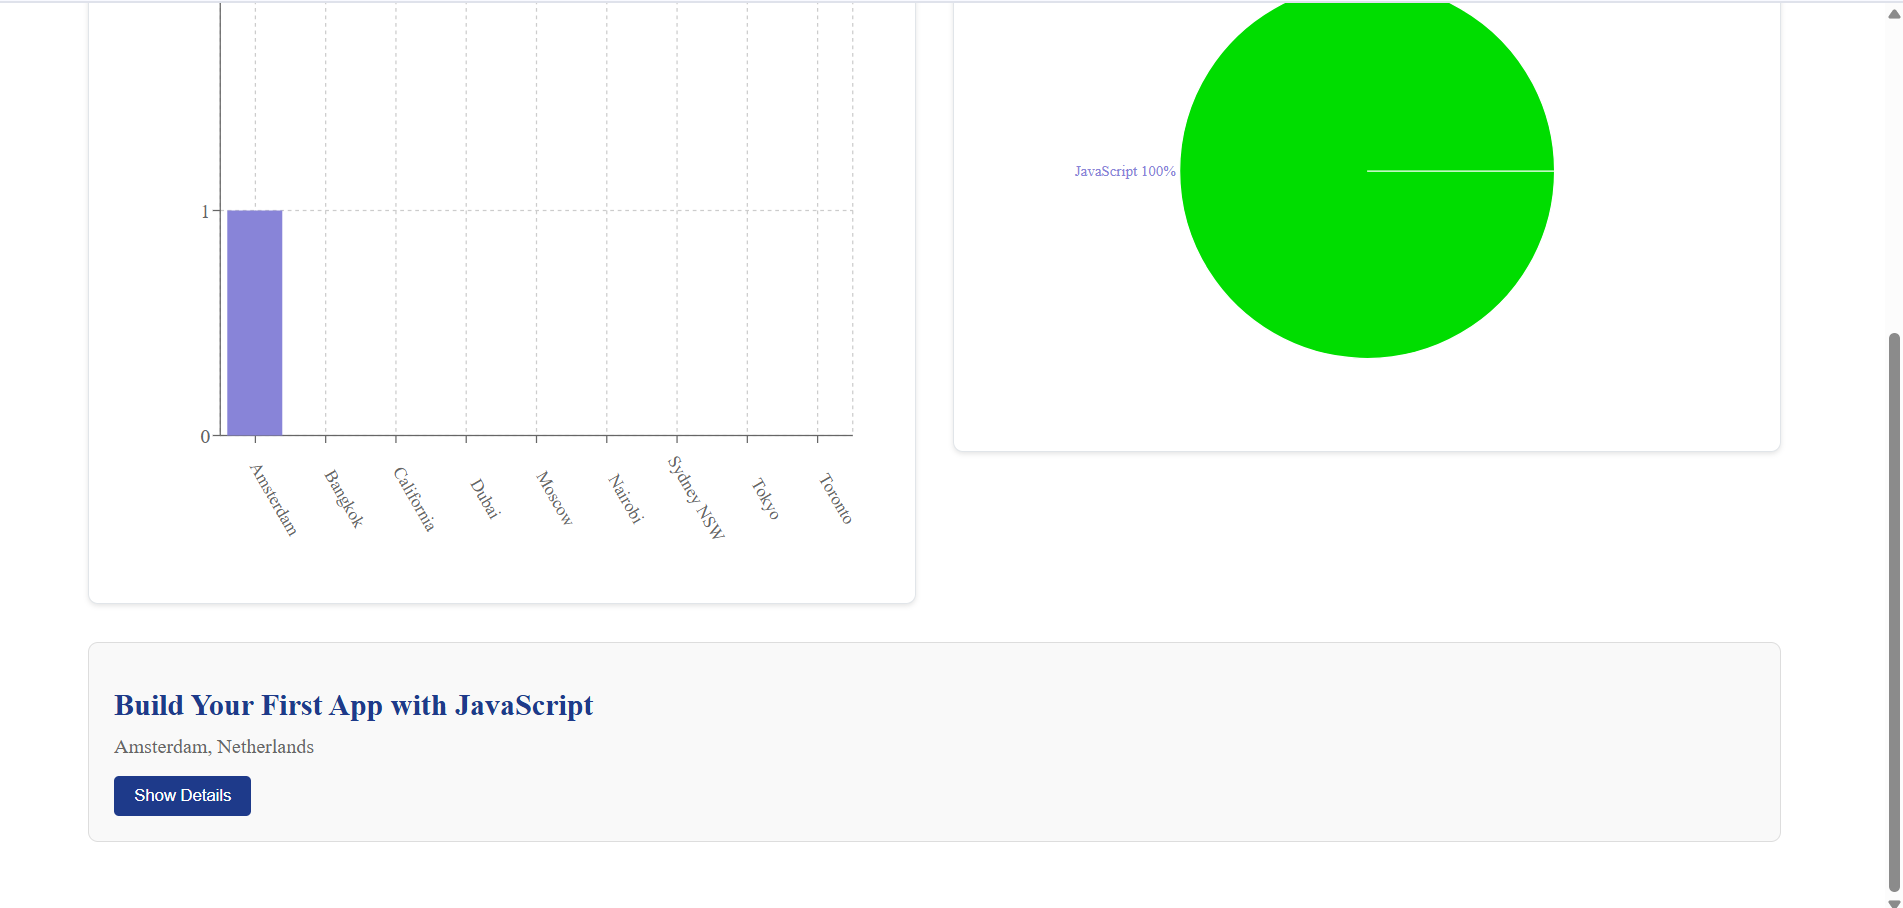 1
0
Amsterdam
Bangkok
California
Dubai
Moscow
Nairobi
Sydney NSW
Tokyo
Toronto
JavaScript 100%
Build Your First App with JavaScript
Amsterdam, Netherlands
Show Details